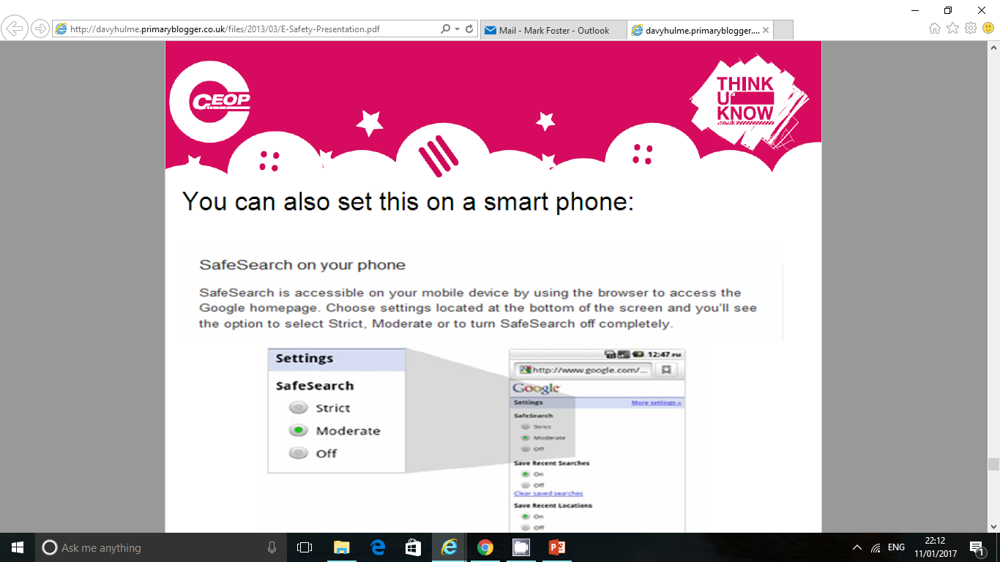 http://davyhulme.primaryblogger.co.uk/files/2013/03/E-Safety-Presentation.pdf
Mail - Mark Foster - Outlook
davyhulme.primaryblogger....
CEOP
THINK
U
KNOW
.co.uk
You can also set this on a smart phone:
SafeSearch on your phone
SafeSearch is accessible on your mobile device by using the browser to access the
Google homepage. Choose settings located at the bottom of the screen and you'll see
the option to select Strict, Moderate or to turn SafeSearch off completely.
Settings
SafeSearch
Strict
Moderate
Off
12:47 PM
http://www.google.com/...
Google
Settings More settings »
SafeSearch
Strict
Moderate
Off
Save Recent Searches
On
Off
Clear saved searches
Save Recent Locations
On
Off
Ask me anything
ENG
22:12
11/01/2017
1